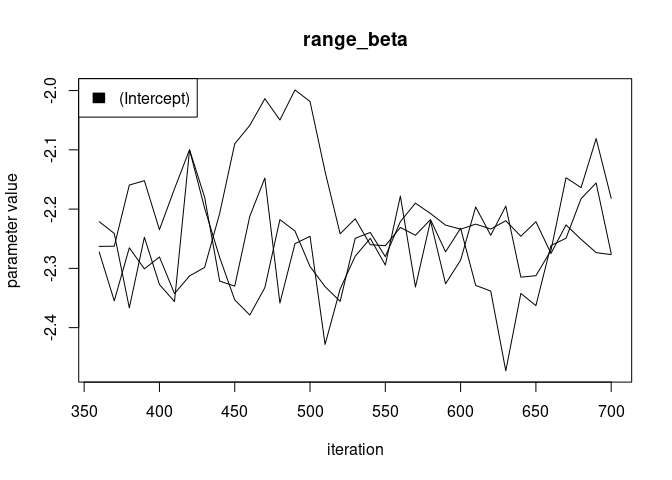 range_beta
(Intercept)
parameter value
-2.0
-2.1
-2.2
-2.3
-2.4
350 400 450 500 550 600 650 700
iteration